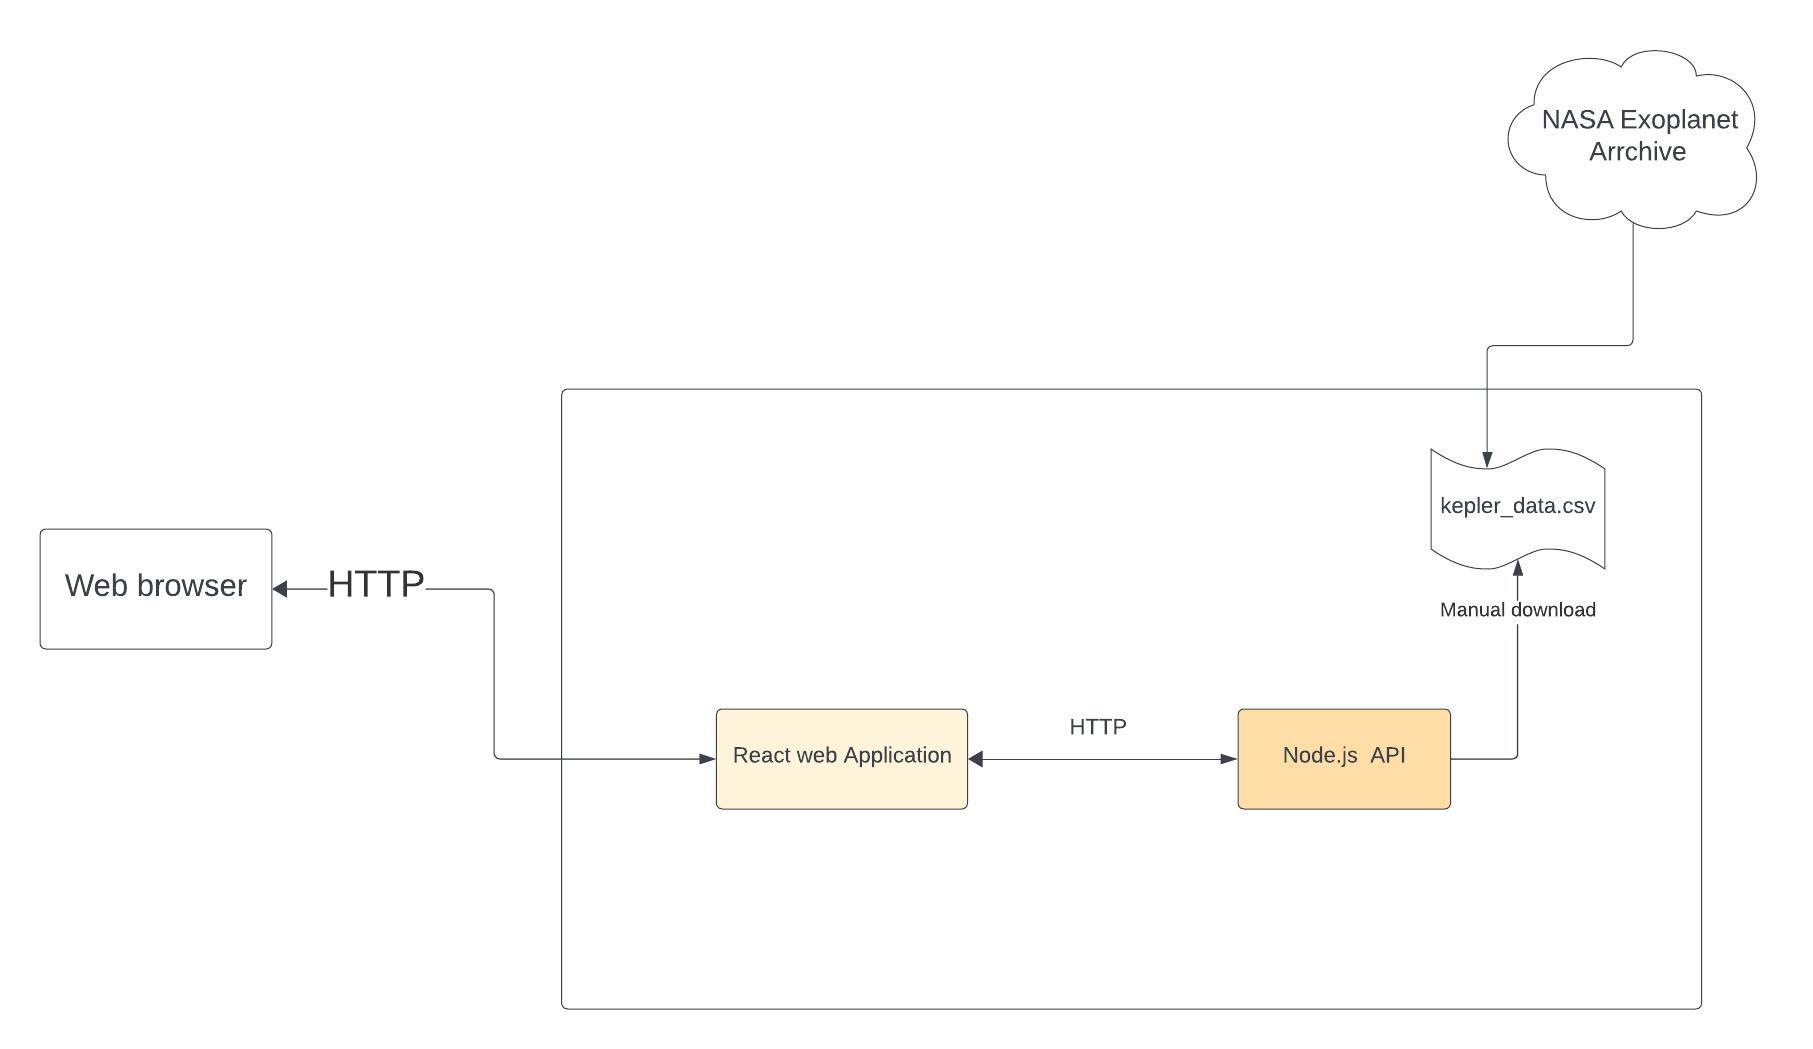 NASA Exoplanet
Arrchive
kepler_data.csv
Web browser
HTTP
Manual download
React web Application
HTTP
Node.js  API